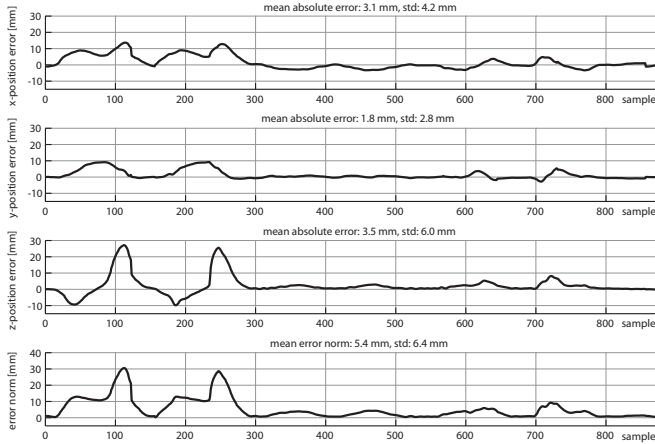 mean absolute error: 3.1 mm, std: 4.2 mm
x-position error [mm]
30
20
10
0
-10
0 100 200 300 400 500 600 700 800 sample
mean absolute error: 1.8 mm, std: 2.8 mm
y-position error [mm]
30
20
10
0
-10
0 100 200 300 400 500 600 700 800 sample
mean absolute error: 3.5 mm, std: 6.0 mm
z-position error [mm]
30
20
10
0
-10
0 100 200 300 400 500 600 700 800 sample
mean error norm: 5.4 mm, std: 6.4 mm
error norm [mm]
40
30
20
10
0
0 100 200 300 400 500 600 700 800 sample